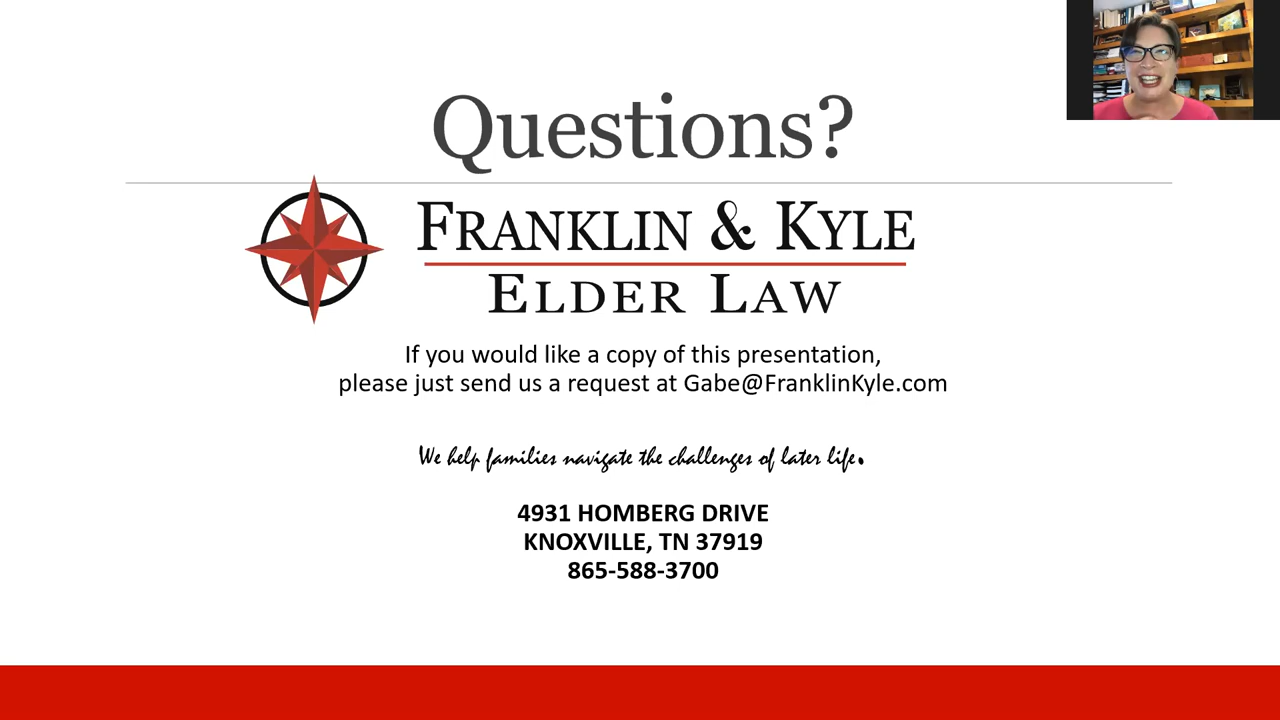 Questions?
FRANKLIN & KYLE
ELDER LAW
If you would like a copy of this presentation,
please just send us a request at Gabe@FranklinKyle.com
We help families navigate the challenges of later life.
4931 HOMBERG DRIVE
KNOXVILLE, TN 37919
865-588-3700